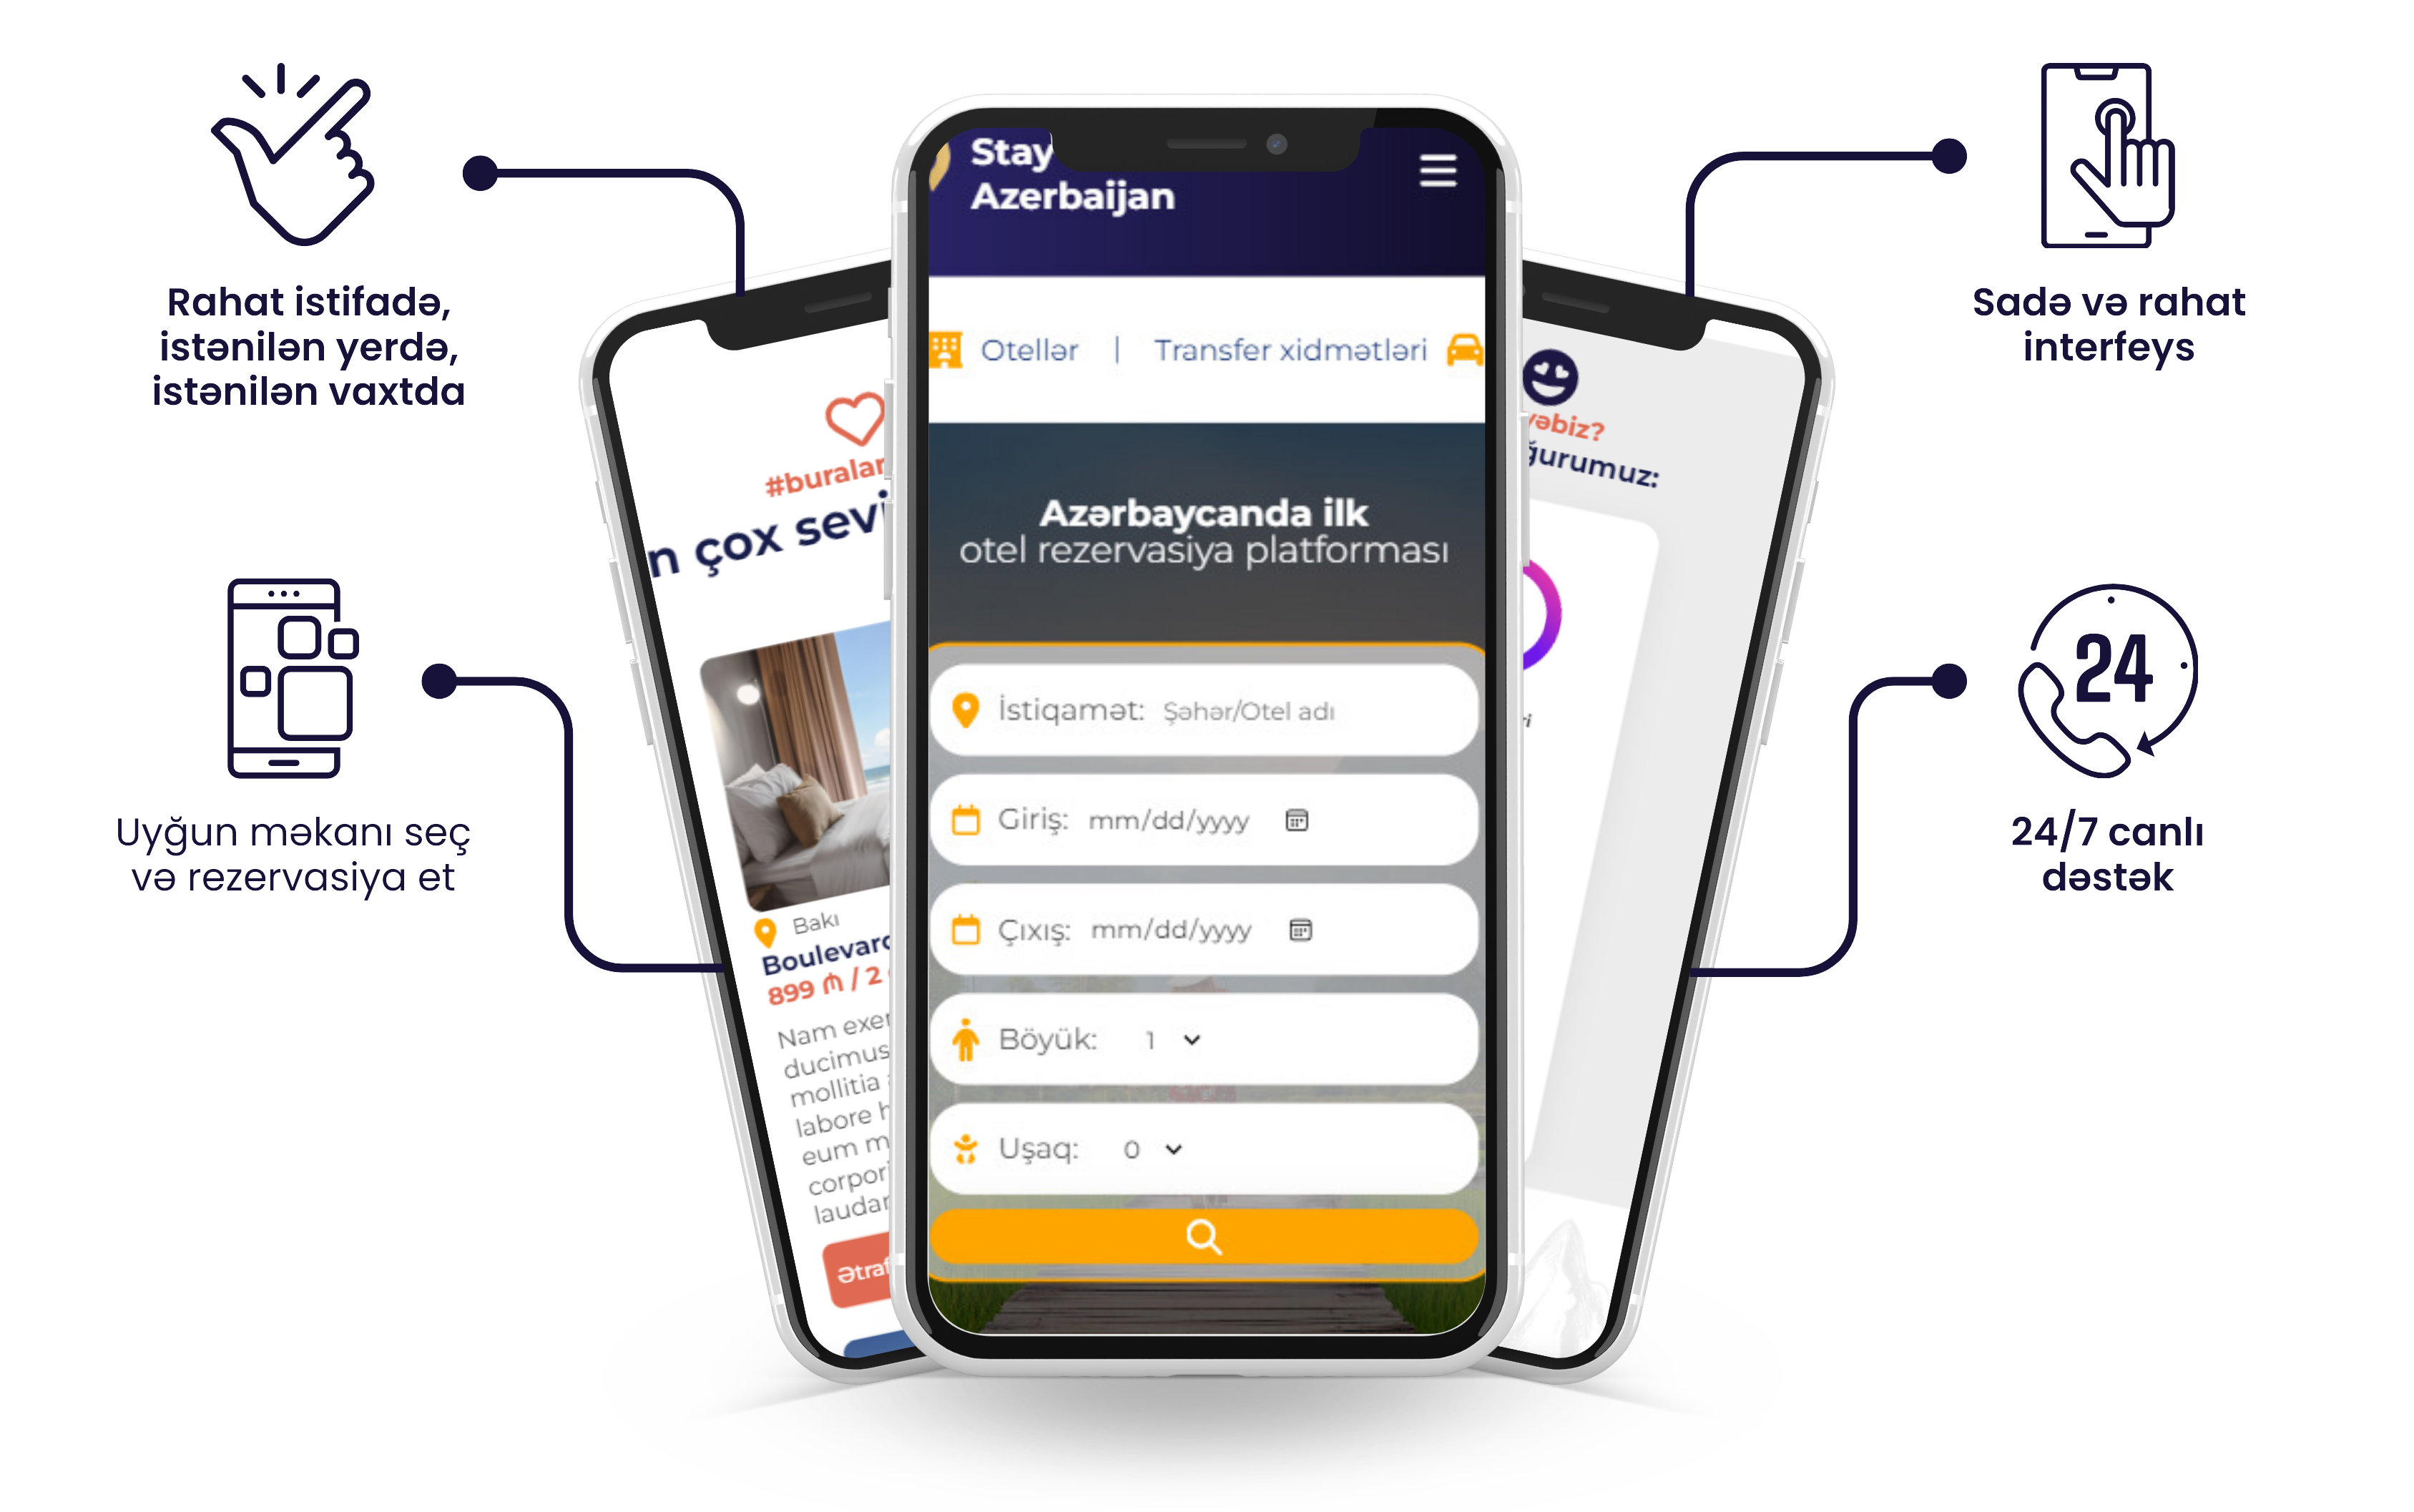 Rahat istifadə,
istənilən yerdə,
istənilən vaxtda
Uyğun məkanı seç
və rezervasiya et
#buralar
n çox sevi
Bakı
Boulevard
899 ₼ / 2
Nam exer
ducimus
mollitia
labore h
eum m
corpori
laudar
Ətraf
Stay
Azerbaijan
Otellər | Transfer xidmətləri
Azərbaycanda ilk
otel rezervasiya platforması
İstiqamət: Şəhər/Otel adı
Giriş: mm/dd/yyyy
Çıxış: mm/dd/yyyy
Böyük: 1
Uşaq: 0
yəbiz?
ğurumuz:
ri
Sadə və rahat
interfeys
24
24/7 canlı
dəstək